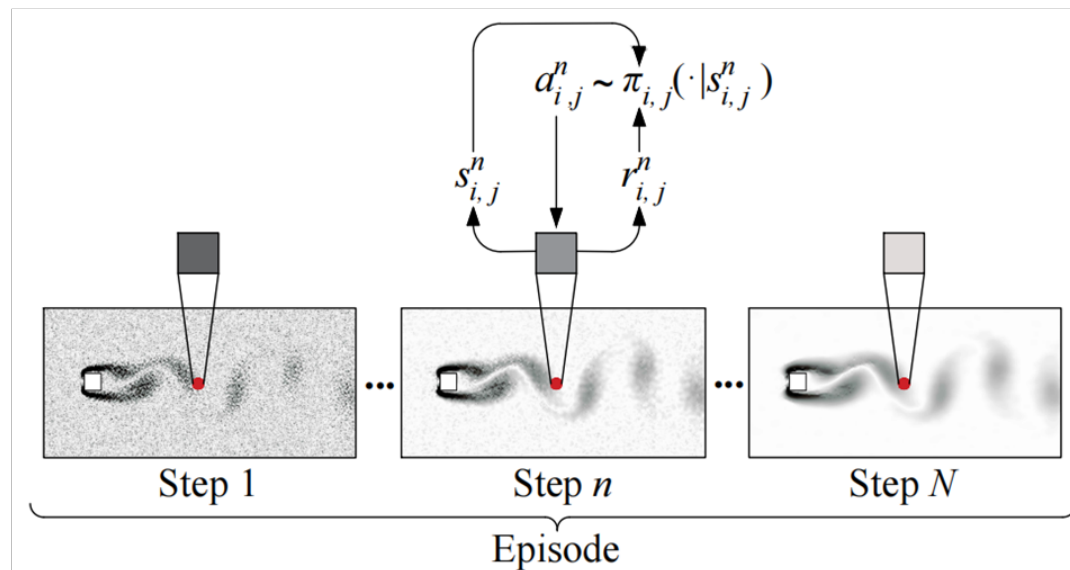 a^n_{i,j} ~ π_{i,j}(·|s^n_{i,j})
s^n_{i,j} r^n_{i,j}
... ...
Step 1 Step n Step N
Episode